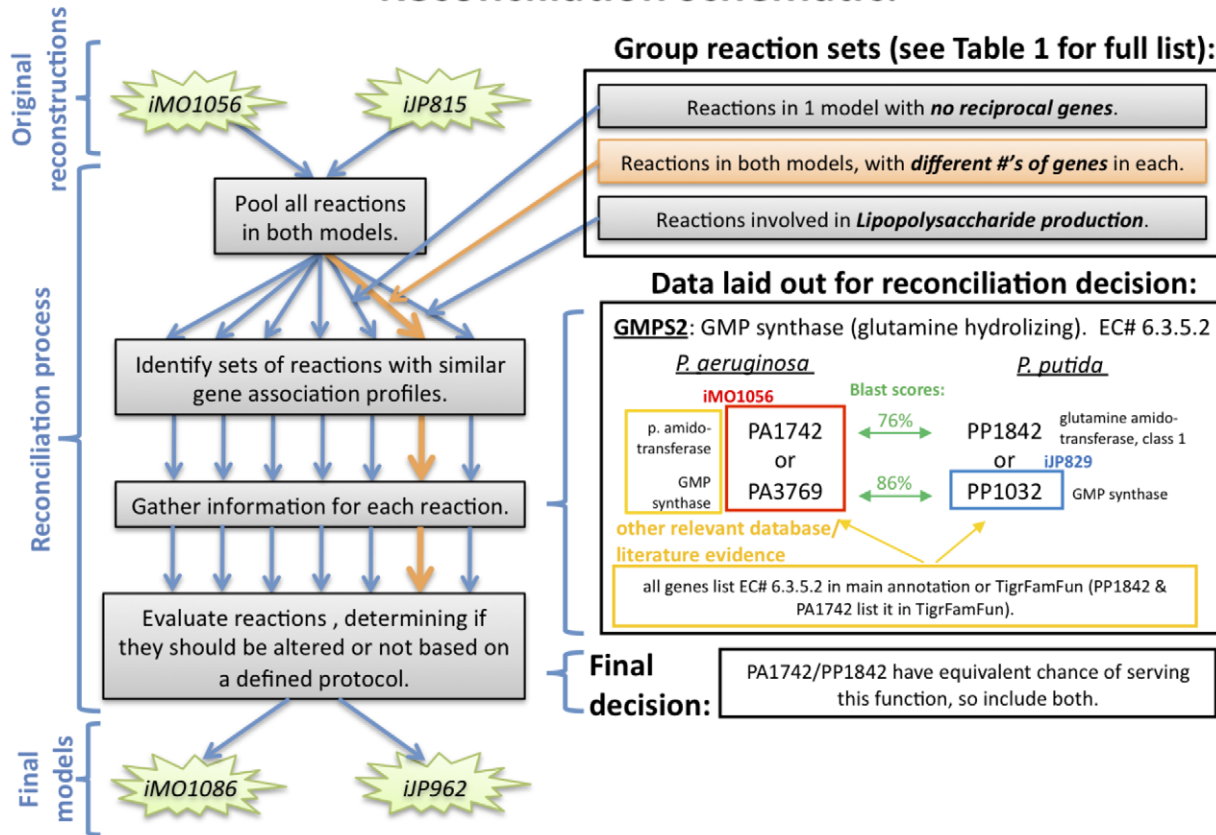 Original
reconstructions
iMO1056
iJP815
Group reaction sets (see Table 1 for full list):
Reactions in 1 model with no reciprocal genes.
Reactions in both models, with different #'s of genes in each.
Reactions involved in Lipopolysaccharide production.
Reconciliation process
Pool all reactions
in both models.
Identify sets of reactions with similar
gene association profiles.
Gather information for each reaction.
Evaluate reactions , determining if
they should be altered or not based on
a defined protocol.
Data laid out for reconciliation decision:
GMPS2: GMP synthase (glutamine hydrolizing). EC# 6.3.5.2
P. aeruginosa
P. putida
iMO1056
Blast scores:
p. amido-
transferase
PA1742
76%
PP1842
glutamine amido-
transferase, class 1
or
or
iJP829
GMP
synthase
PA3769
86%
PP1032
GMP synthase
other relevant database/
literature evidence
all genes list EC# 6.3.5.2 in main annotation or TigrFamFun (PP1842 &
PA1742 list it in TigrFamFun).
Final
decision:
PA1742/PP1842 have equivalent chance of serving
this function, so include both.
Final
models
iMO1086
iJP962